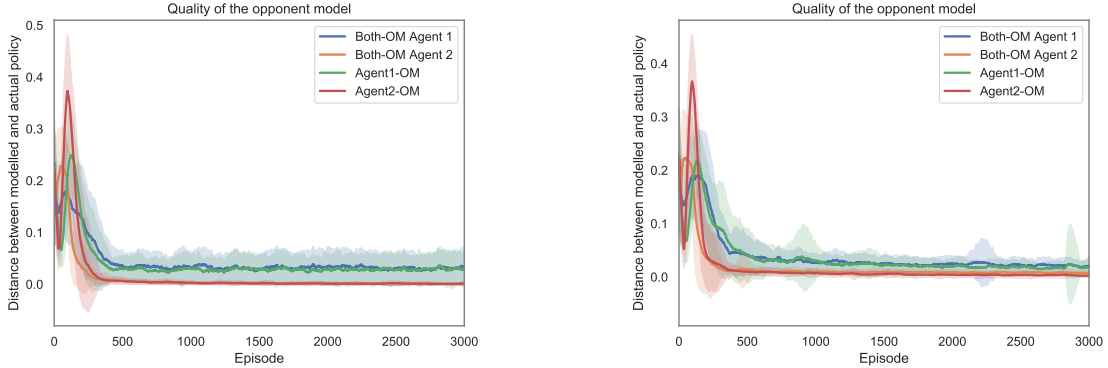 Quality of the opponent model
Distance between modelled and actual policy
0.5
0.4
0.3
0.2
0.1
0.0
Both-OM Agent 1
Both-OM Agent 2
Agent1-OM
Agent2-OM
0 500 1000 1500 2000 2500 3000
Episode
Quality of the opponent model
Distance between modelled and actual policy
0.4
0.3
0.2
0.1
0.0
Both-OM Agent 1
Both-OM Agent 2
Agent1-OM
Agent2-OM
0 500 1000 1500 2000 2500 3000
Episode